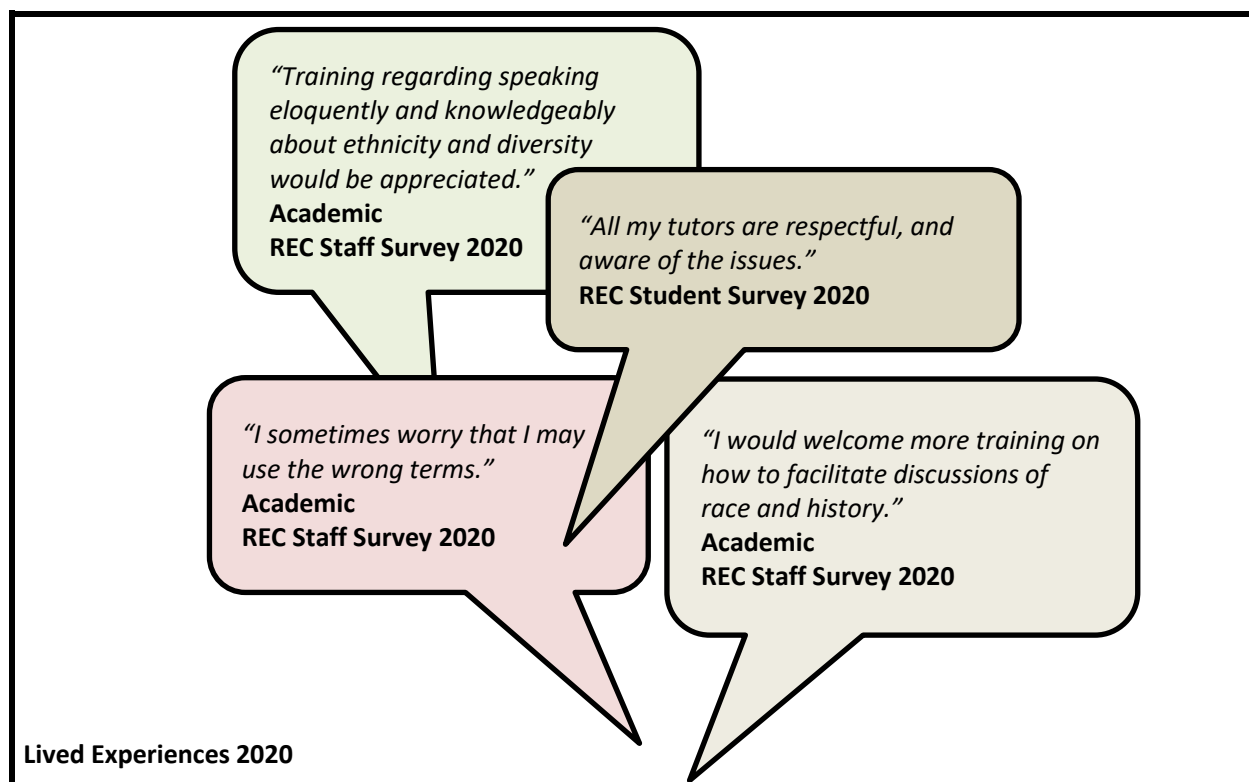 “Training regarding speaking
eloquently and knowledgeably
about ethnicity and diversity
would be appreciated.”
Academic
REC Staff Survey 2020
“All my tutors are respectful, and
aware of the issues.”
REC Student Survey 2020
“I sometimes worry that I may
use the wrong terms.”
Academic
REC Staff Survey 2020
“I would welcome more training on
how to facilitate discussions of
race and history.”
Academic
REC Staff Survey 2020
Lived Experiences 2020